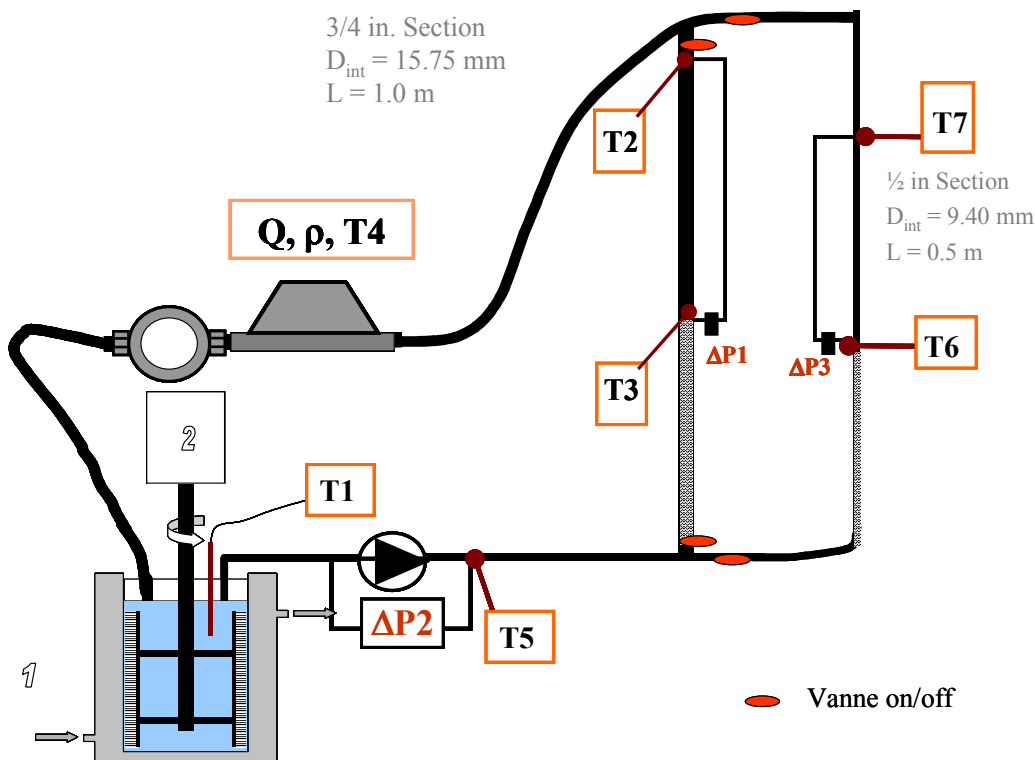 3/4 in. Section
D_int = 15.75 mm
L = 1.0 m
T2
T7
½ in Section
D_int = 9.40 mm
L = 0.5 m
Q, ρ, T4
ΔP1
ΔP3
T6
T3
2
T1
ΔP2
T5
1
Vanne on/off